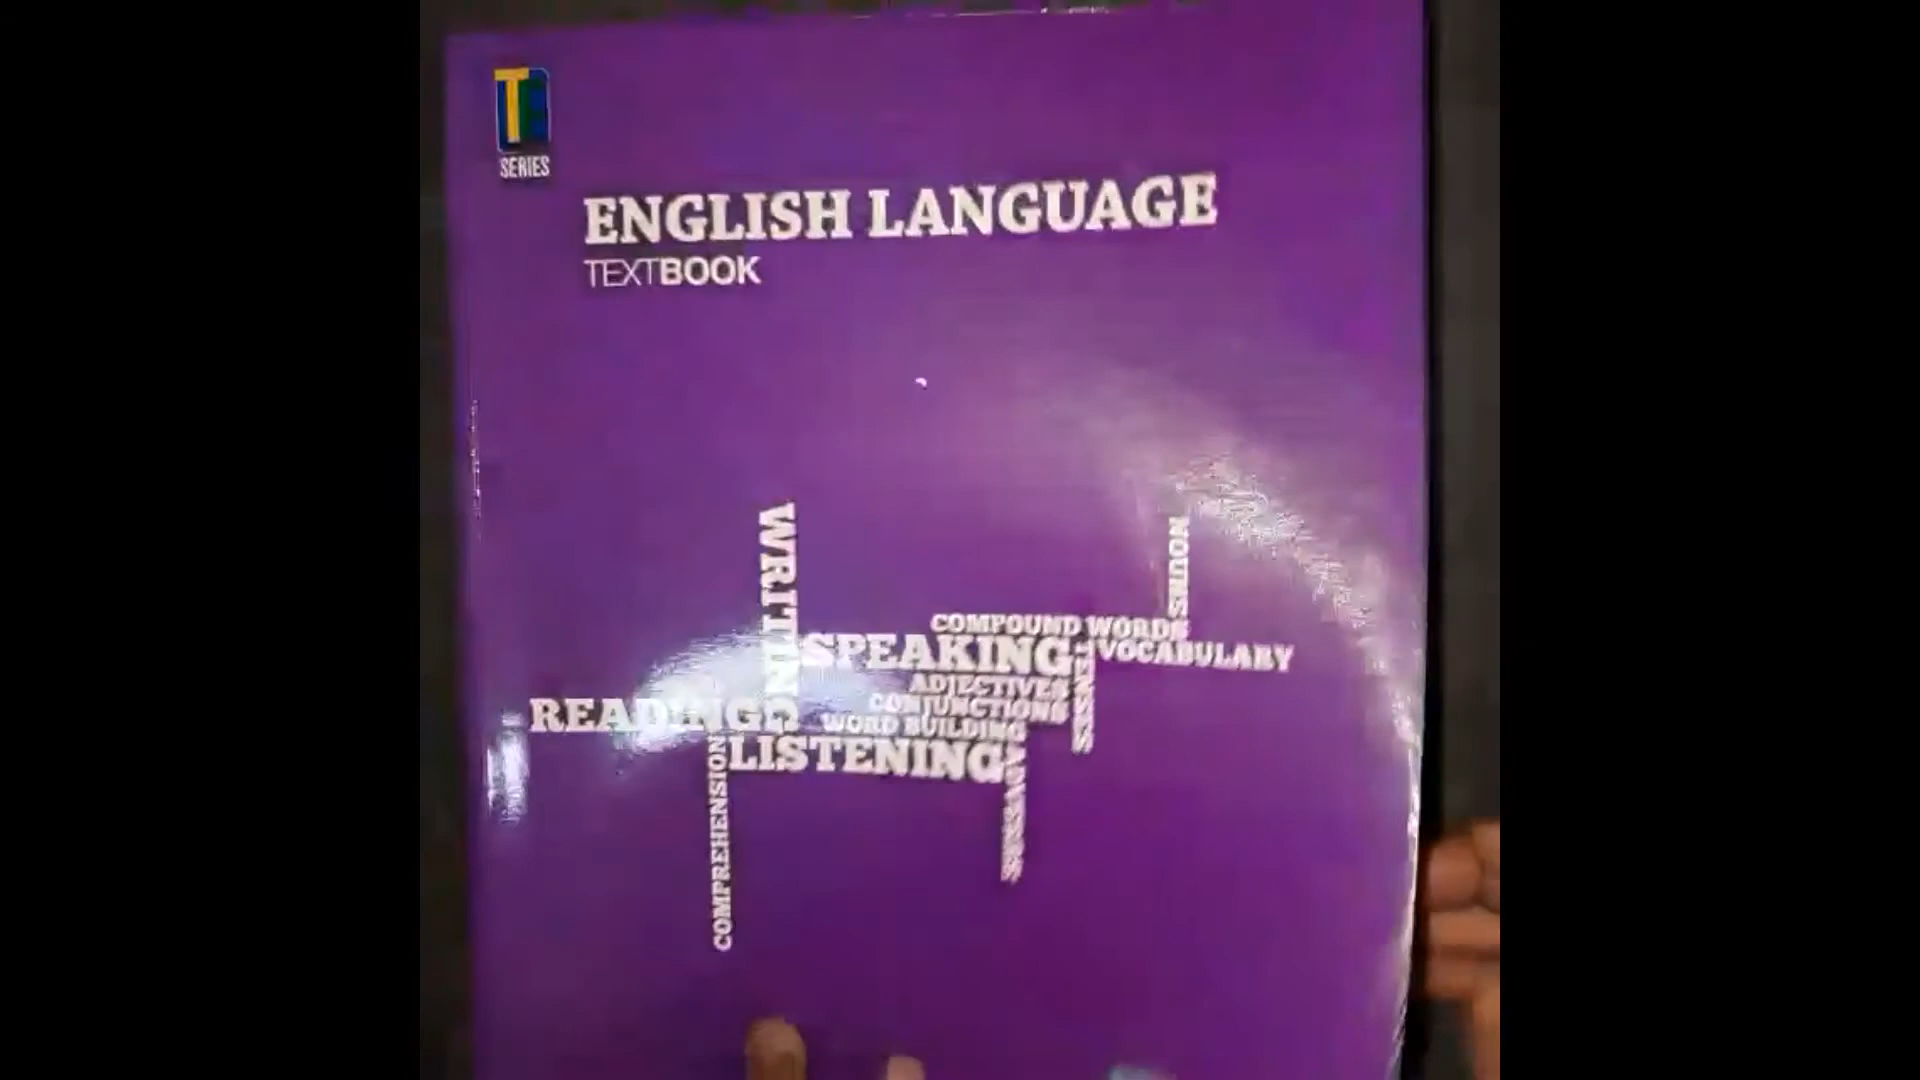 SERIES
ENGLISH LANGUAGE
TEXTBOOK
WRITING
NOUNS
COMPOUND WORDS
SPEAKING
VOCABULARY
TENSES
ADJECTIVES
CONJUNCTIONS
READING
WORD BUILDING
LISTENING
COMPREHENSION
ADVERBS